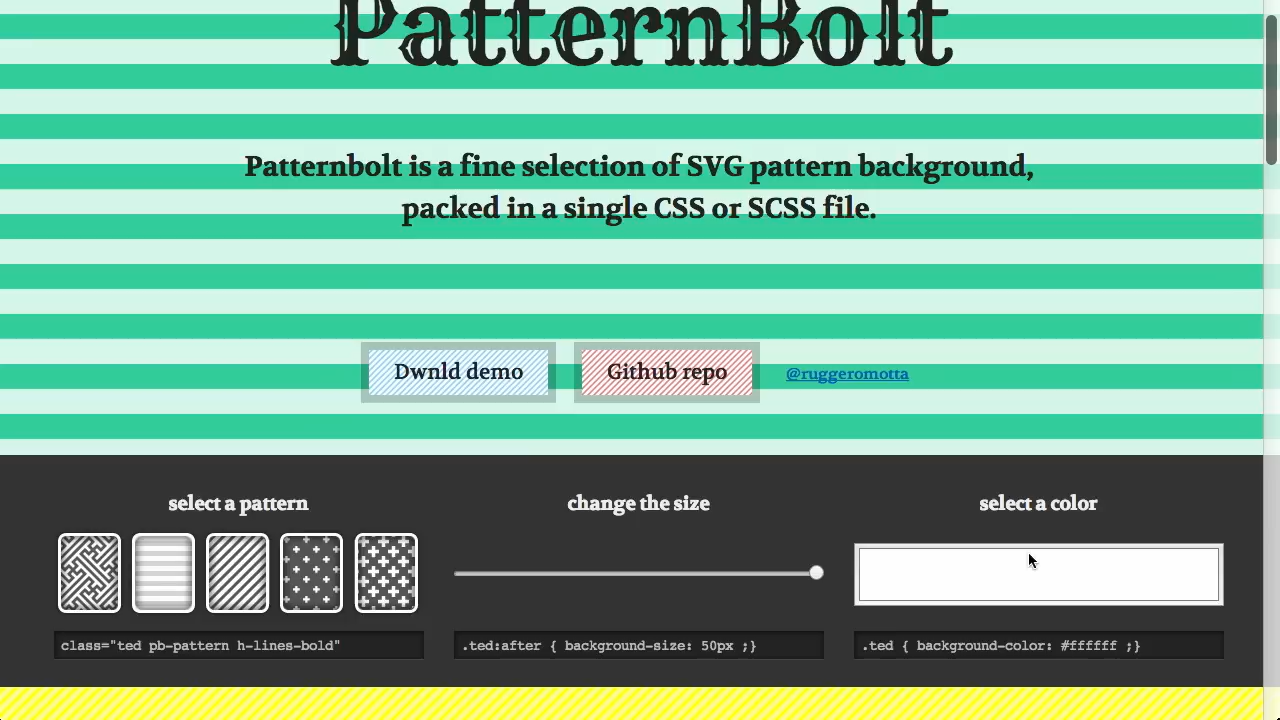 PatternBolt
Patternbolt is a fine selection of SVG pattern background,
packed in a single CSS or SCSS file.
Dwnld demo
Github repo
@ruggeromotta
select a pattern
change the size
select a color
class="ted pb-pattern h-lines-bold"
.ted:after { background-size: 50px ;}
.ted { background-color: #ffffff ;}